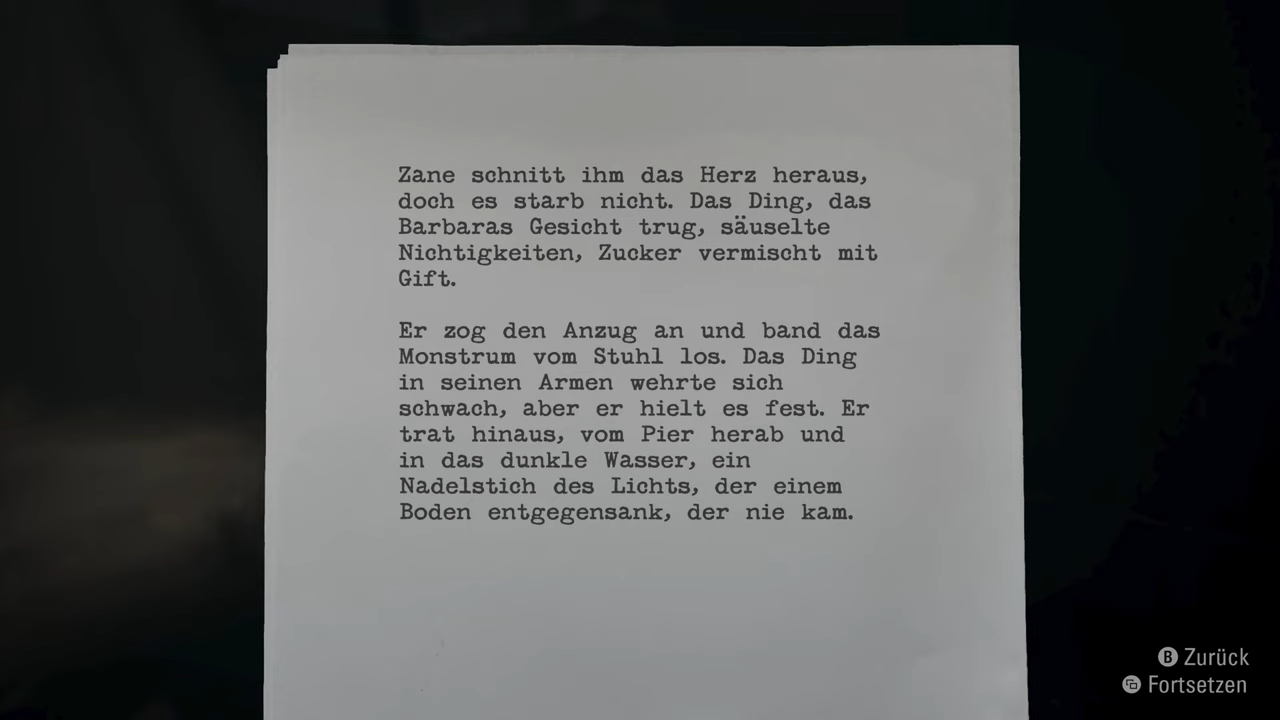 Zane schnitt ihm das Herz heraus,
doch es starb nicht. Das Ding, das
Barbaras Gesicht trug, säuselte
Nichtigkeiten, Zucker vermischt mit
Gift.
Er zog den Anzug an und band das
Monstrum vom Stuhl los. Das Ding
in seinen Armen wehrte sich
schwach, aber er hielt es fest. Er
trat hinaus, vom Pier herab und
in das dunkle Wasser, ein
Nadelstich des Lichts, der einem
Boden entgegensank, der nie kam.
B Zurück
Fortsetzen